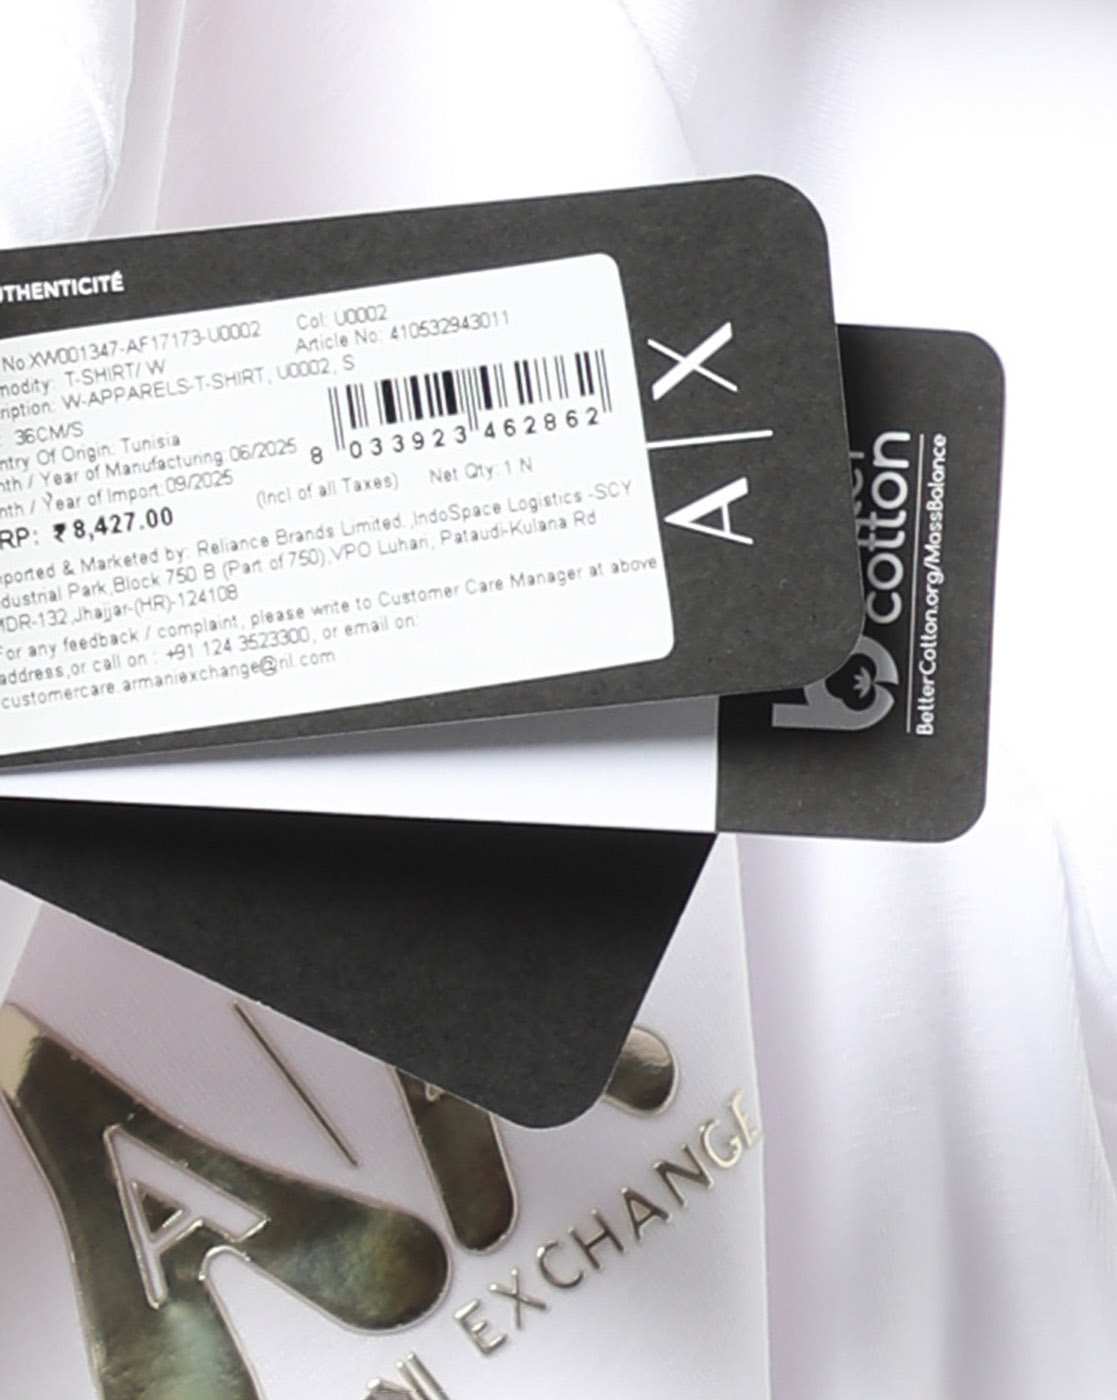 UTHENTICITÉ
No:XW001347-AF17173-U0002 Col: U0002
modity: T-SHIRT/ W Article No: 410532943011
ription: W-APPARELS-T-SHIRT, U0002, S
: 36CM/S
ntry Of Origin: Tunisia
nth / Year of Manufacturing:06/2025
nth / Year of Import:09/2025
8 033923 462862
RP: ₹ 8,427.00 (Incl of all Taxes) Net Qty: 1 N
ported & Marketed by: Reliance Brands Limited. ,IndoSpace Logistics -SCY
dustrial Park,Block 750 B (Part of 750),VPO Luhari, Pataudi-Kulana Rd
MDR-132,Jhajjar-(HR)-124108
For any feedback / complaint, please write to Customer Care Manager at above
address,or call on : +91 124 3523300, or email on:
customercare.armaniexchange@ril.com
A|X
cotton
BetterCotton.org/MassBalance
A
EXCHANGE